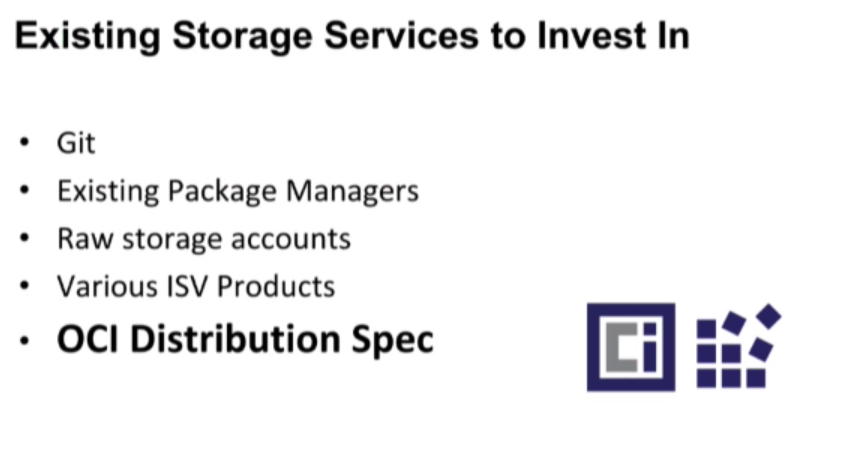 Existing Storage Services to Invest In
• Git
• Existing Package Managers
• Raw storage accounts
• Various ISV Products
• OCI Distribution Spec
Ci